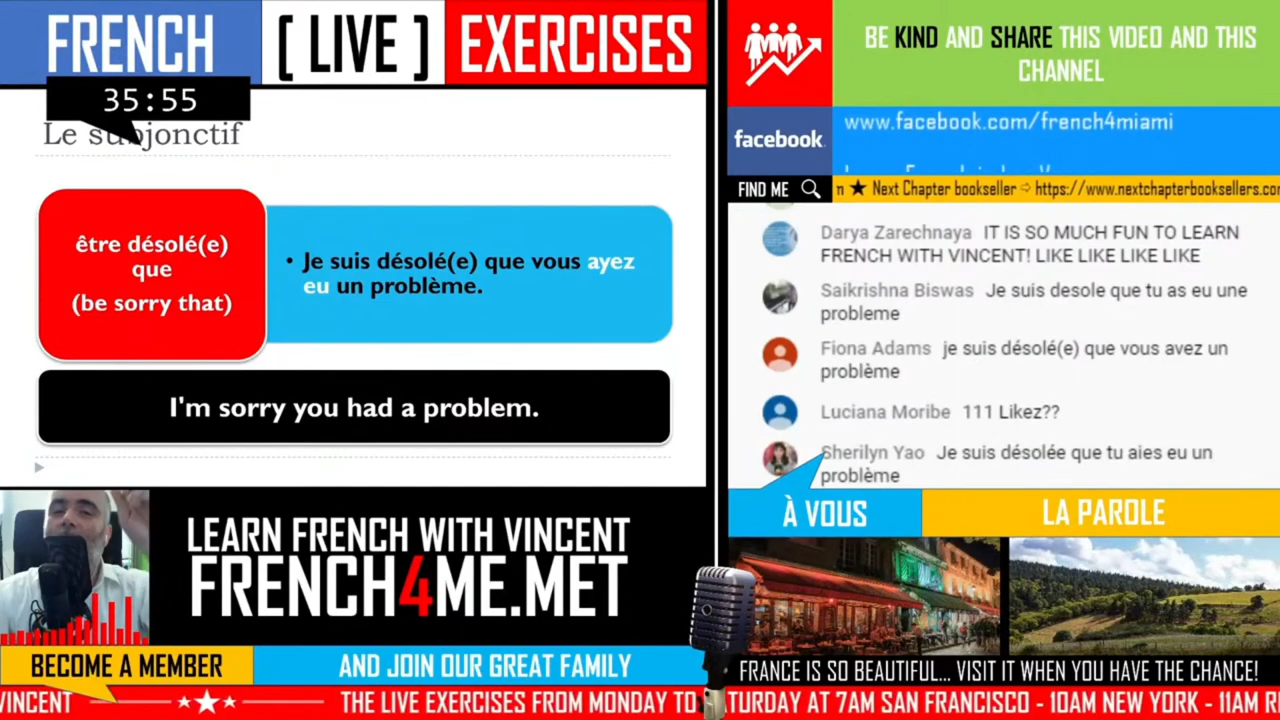 FRENCH [ LIVE ] EXERCISES
35:55
Le subjonctif
être désolé(e)
que
(be sorry that)
• Je suis désolé(e) que vous ayez
eu un problème.
I'm sorry you had a problem.
LEARN FRENCH WITH VINCENT
FRENCH4ME.MET
BECOME A MEMBER
AND JOIN OUR GREAT FAMILY
BE KIND AND SHARE THIS VIDEO AND THIS
CHANNEL
facebook.
www.facebook.com/french4miami
FIND ME
n ★ Next Chapter bookseller ⇨ https://www.nextchapterbooksellers.com
Darya Zarechnaya IT IS SO MUCH FUN TO LEARN
FRENCH WITH VINCENT! LIKE LIKE LIKE LIKE
Saikrishna Biswas Je suis desole que tu as eu une
probleme
Fiona Adams je suis désolé(e) que vous avez un
problème
Luciana Moribe 111 Likez??
Sherilyn Yao Je suis désolée que tu aies eu un
problème
À VOUS
LA PAROLE
FRANCE IS SO BEAUTIFUL... VISIT IT WHEN YOU HAVE THE CHANCE!
VINCENT ★ ★ ★ THE LIVE EXERCISES FROM MONDAY TO TURDAY AT 7AM SAN FRANCISCO - 10AM NEW YORK - 11AM R